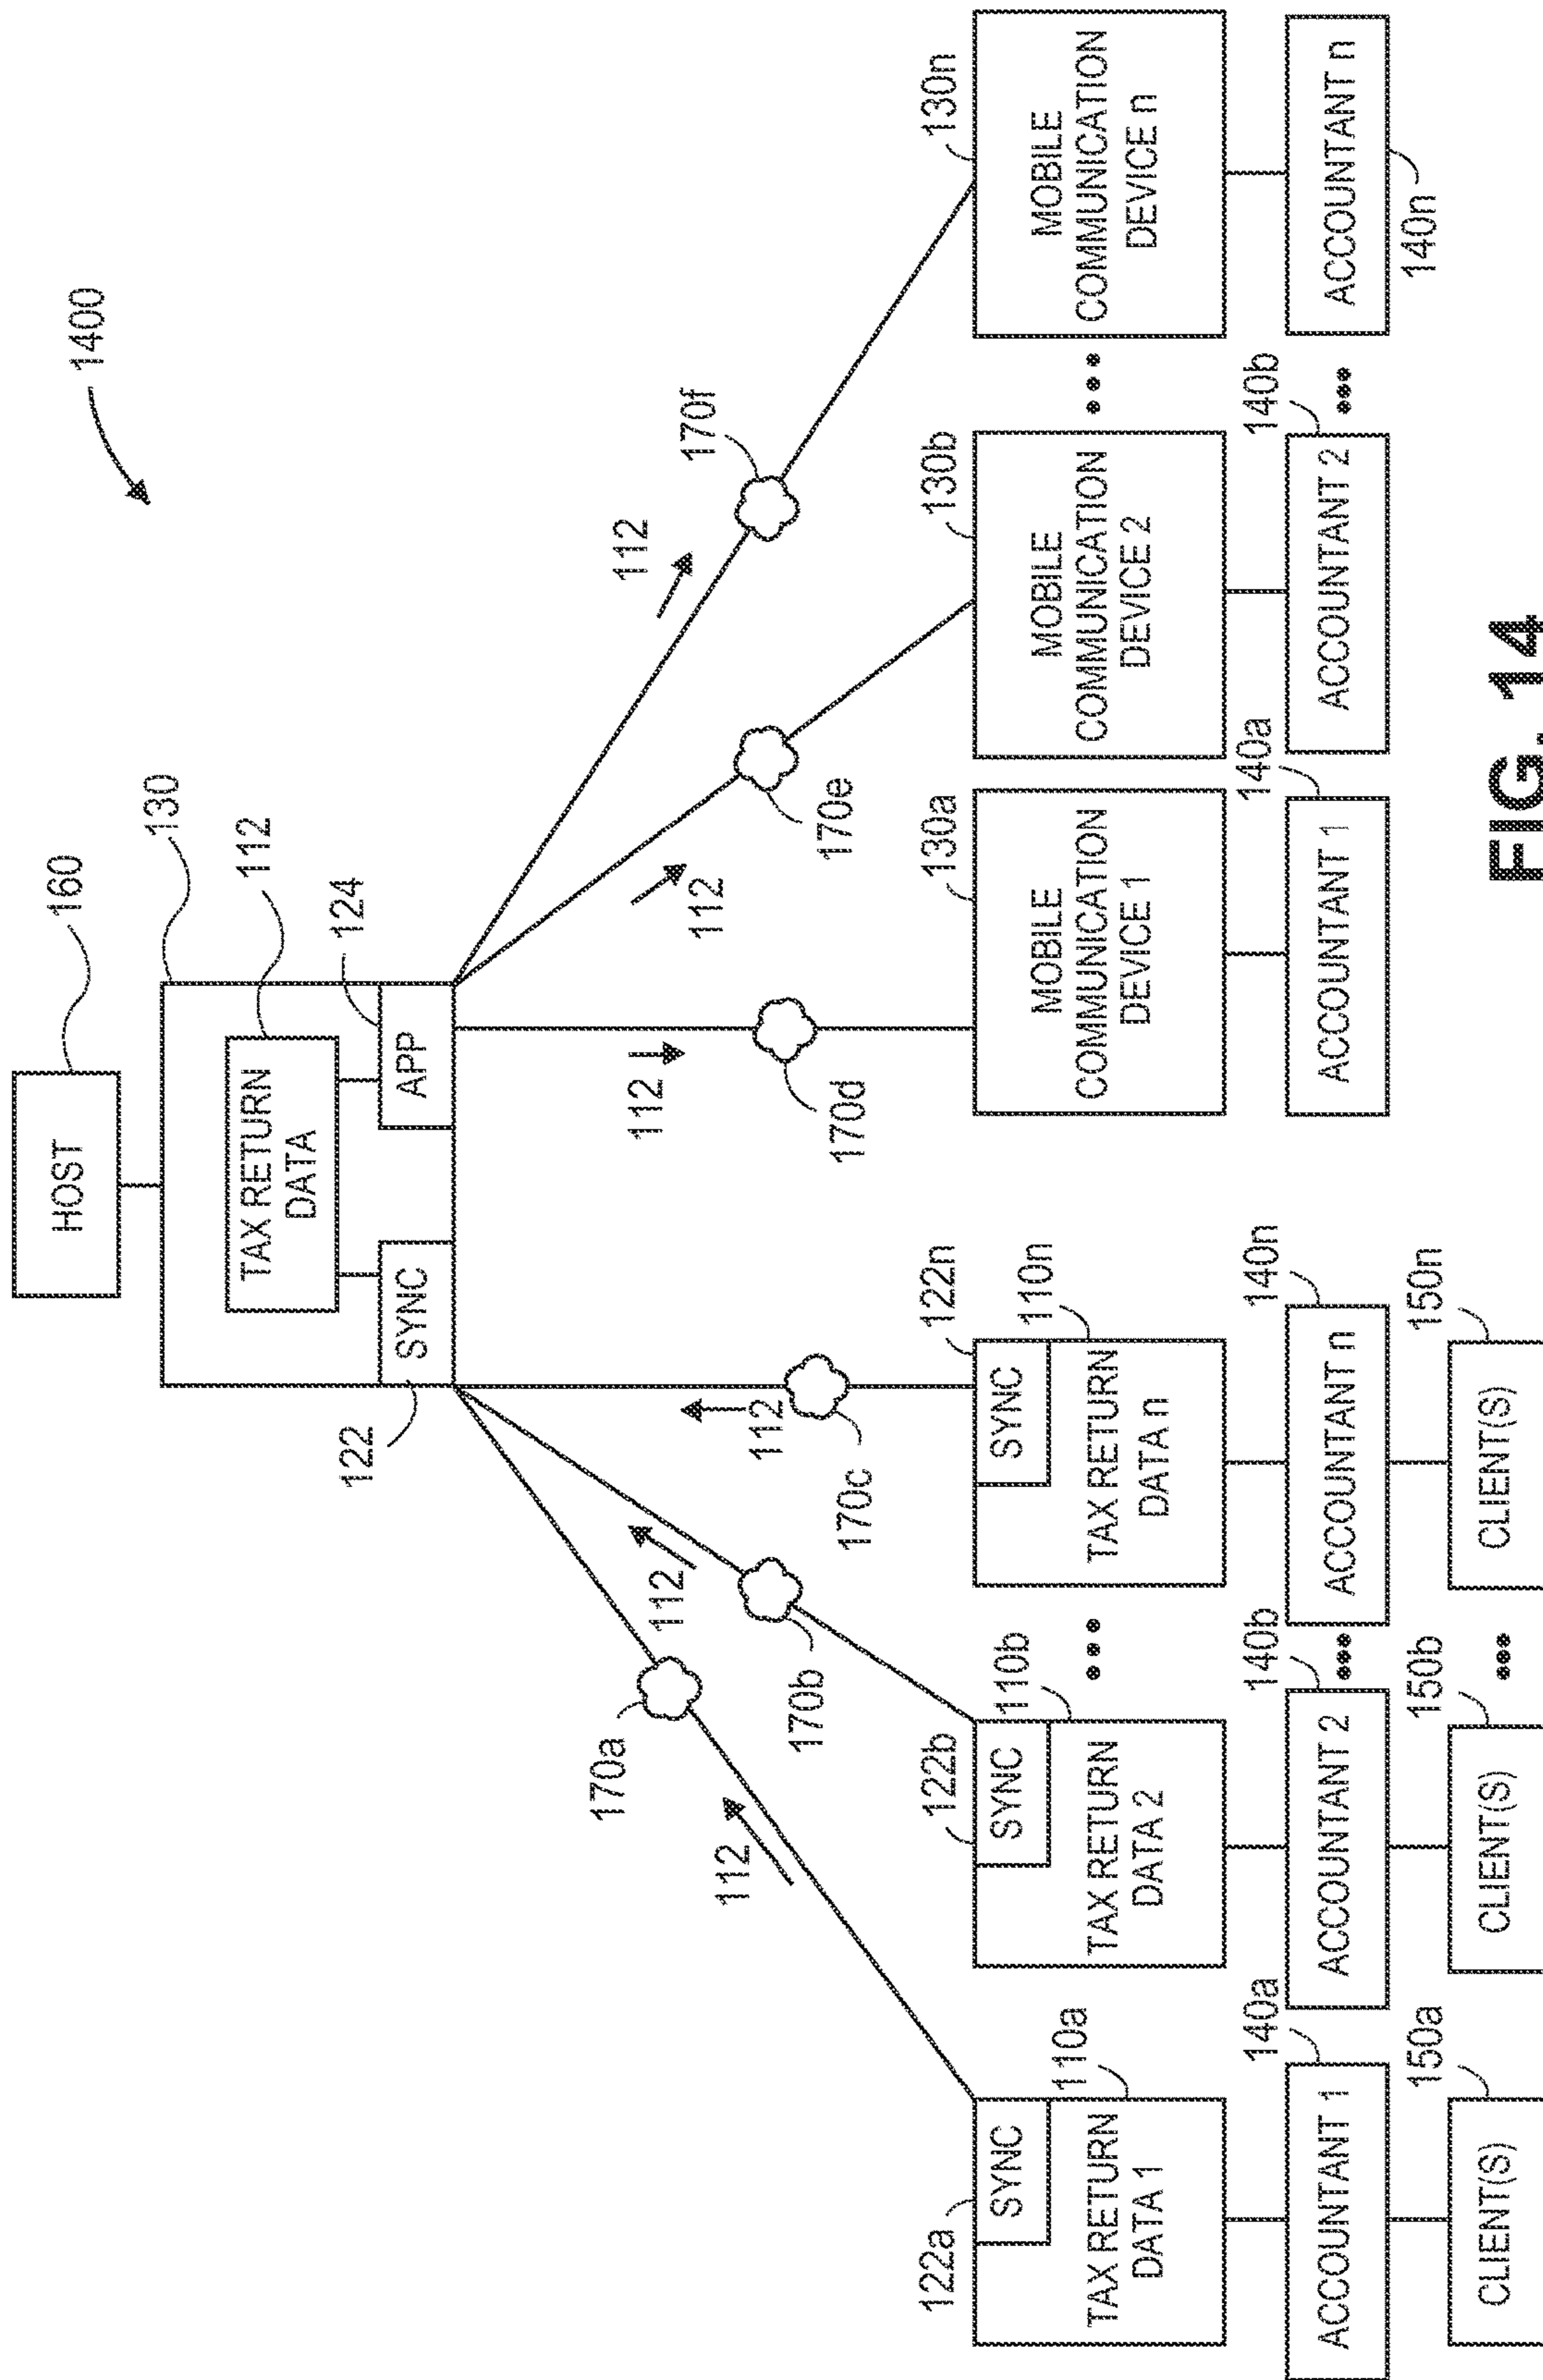 1400
HOST
160
130
TAX RETURN
DATA
112
SYNC
122
APP
124
112
170a
112
170b
112
170c
112
170d
112
170e
112
170f
122a
SYNC
TAX RETURN
DATA 1
110a
122b
SYNC
TAX RETURN
DATA 2
110b
•••
122n
SYNC
TAX RETURN
DATA n
110n
MOBILE
COMMUNICATION
DEVICE 1
130a
MOBILE
COMMUNICATION
DEVICE 2
130b
•••
MOBILE
COMMUNICATION
DEVICE n
130n
ACCOUNTANT 1
140a
ACCOUNTANT 2
140b
•••
ACCOUNTANT n
140n
ACCOUNTANT 1
140a
ACCOUNTANT 2
140b
•••
ACCOUNTANT n
140n
CLIENT(S)
150a
CLIENT(S)
150b
•••
CLIENT(S)
150n
FIG. 14